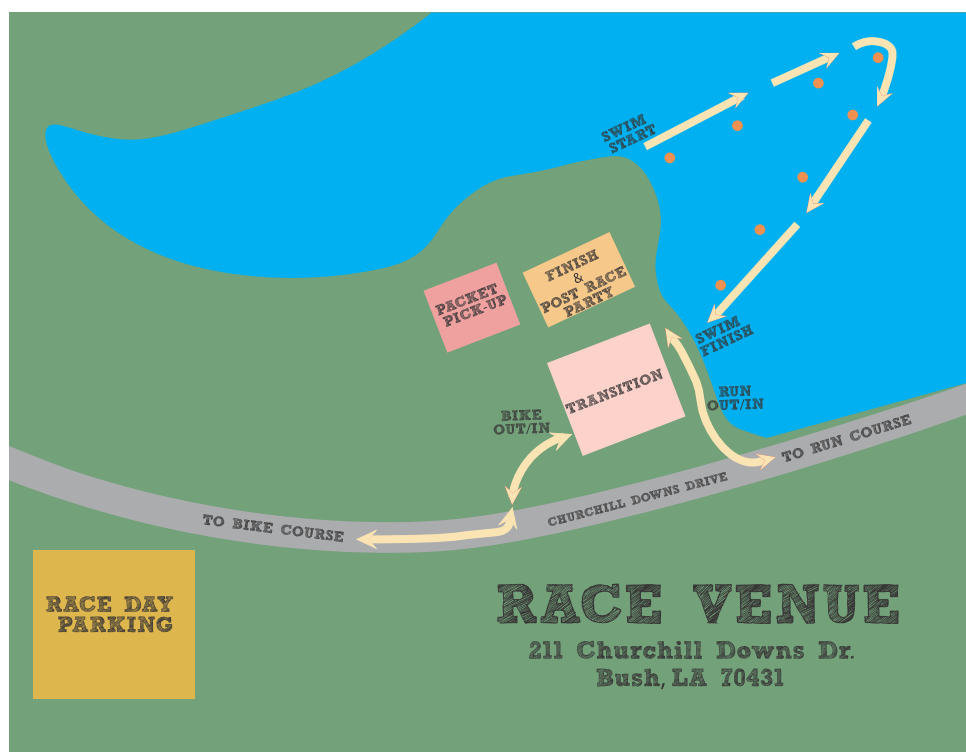 SWIM
START
FINISH
&
POST RACE
PARTY
PACKET
PICK-UP
SWIM
FINISH
TRANSITION
RUN
OUT/IN
BIKE
OUT/IN
TO RUN COURSE
CHURCHILL DOWNS DRIVE
TO BIKE COURSE
RACE DAY
PARKING
RACE VENUE
211 Churchill Downs Dr.
Bush, LA 70431